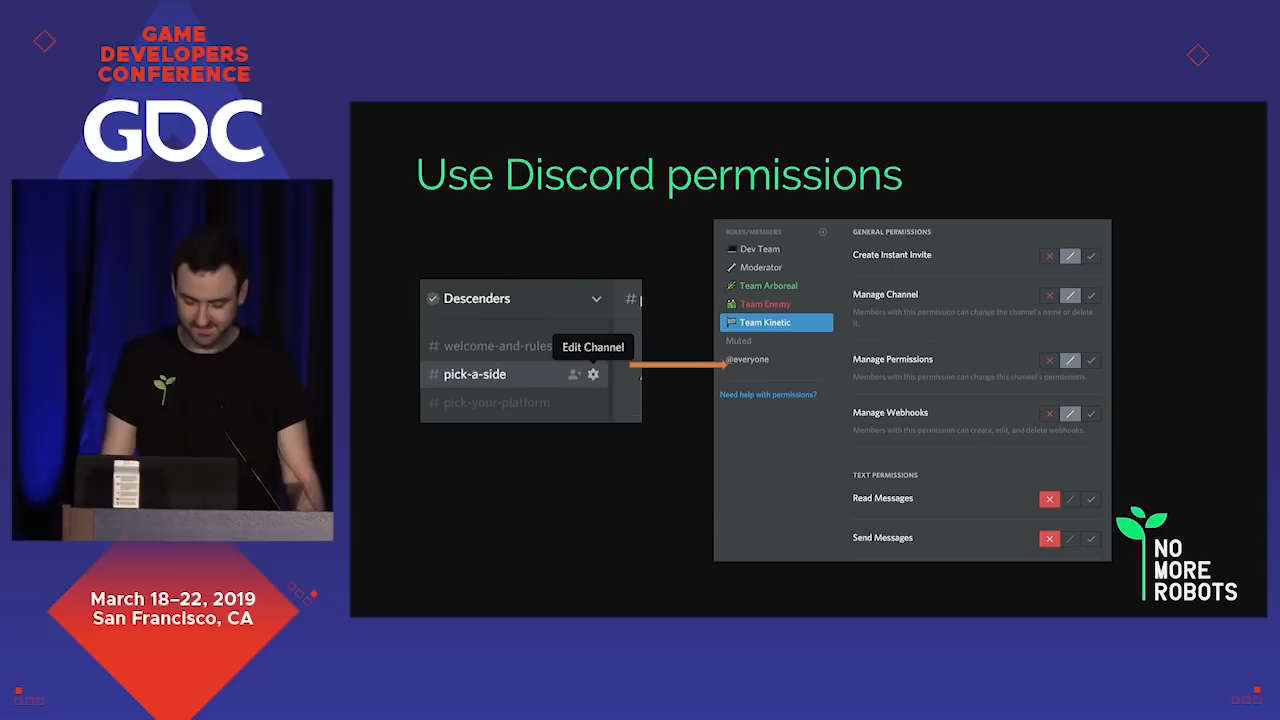 GAME
DEVELOPERS
CONFERENCE
GDC
March 18–22, 2019
San Francisco, CA
Use Discord permissions
Descenders
#
# welcome-and-rules
Edit Channel
# pick-a-side
# pick-your-platform
ROLES/MEMBERS
Dev Team
Moderator
Team Arboreal
Team Enemy
Team Kinetic
Muted
@everyone
Need help with permissions?
GENERAL PERMISSIONS
Create Instant Invite
Manage Channel
Members with this permission can change the channel's name or delete
it.
Manage Permissions
Members with this permission can change this channel's permissions.
Manage Webhooks
Members with this permission can create, edit, and delete webhooks.
TEXT PERMISSIONS
Read Messages
Send Messages
NO
MORE
ROBOTS